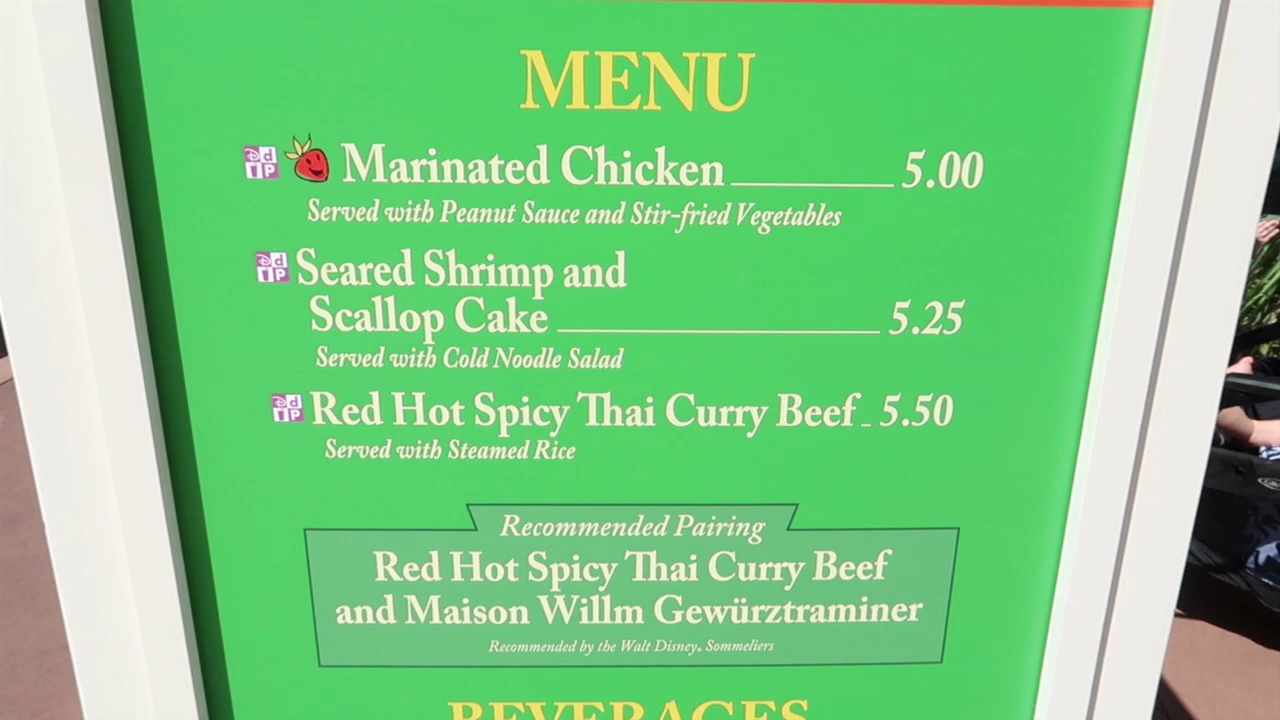 MENU
Marinated Chicken 5.00
Served with Peanut Sauce and Stir-fried Vegetables
Seared Shrimp and
Scallop Cake 5.25
Served with Cold Noodle Salad
Red Hot Spicy Thai Curry Beef 5.50
Served with Steamed Rice
Recommended Pairing
Red Hot Spicy Thai Curry Beef
and Maison Willm Gewürztraminer
Recommended by the Walt Disney® Sommeliers
BEVERAGES